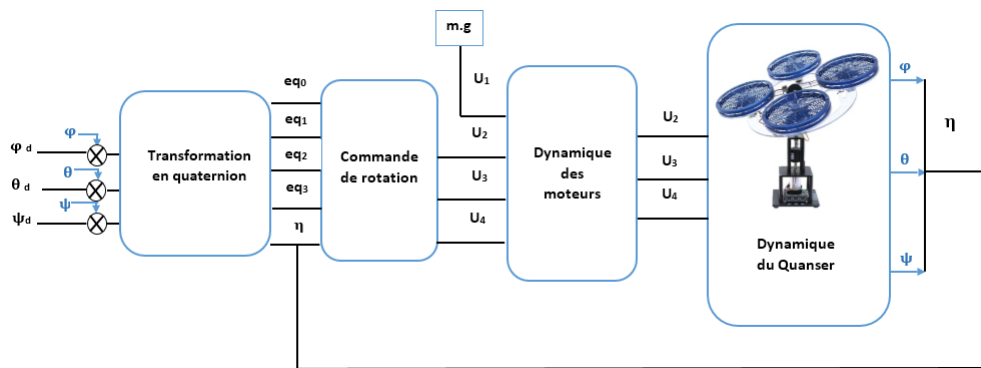 m.g
φ
φ d
θ
θ d
ψ
ψd
Transformation
en quaternion
eq0
eq1
eq2
eq3
η
Commande
de rotation
U1
U2
U3
U4
Dynamique
des
moteurs
U2
U3
U4
Dynamique
du Quanser
φ
θ
ψ
η